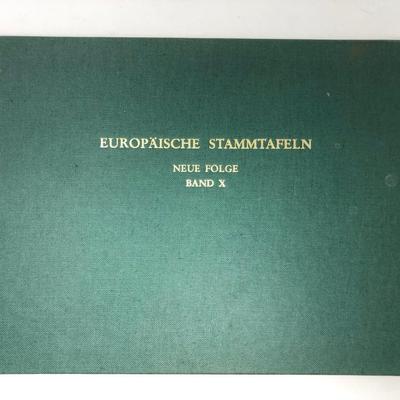 EUROPÄISCHE STAMMTAFELN
NEUE FOLGE
BAND X